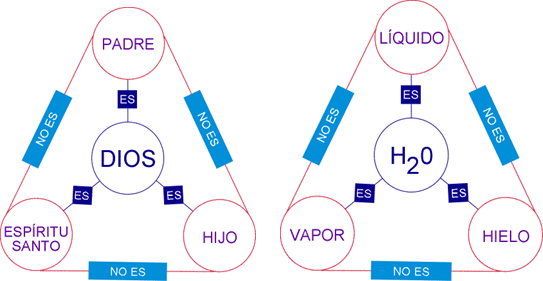 PADRE
ES
NO ES
NO ES
DIOS
ES
ES
ESPÍRITU
SANTO
HIJO
NO ES
LÍQUIDO
ES
NO ES
NO ES
H20
ES
ES
VAPOR
HIELO
NO ES